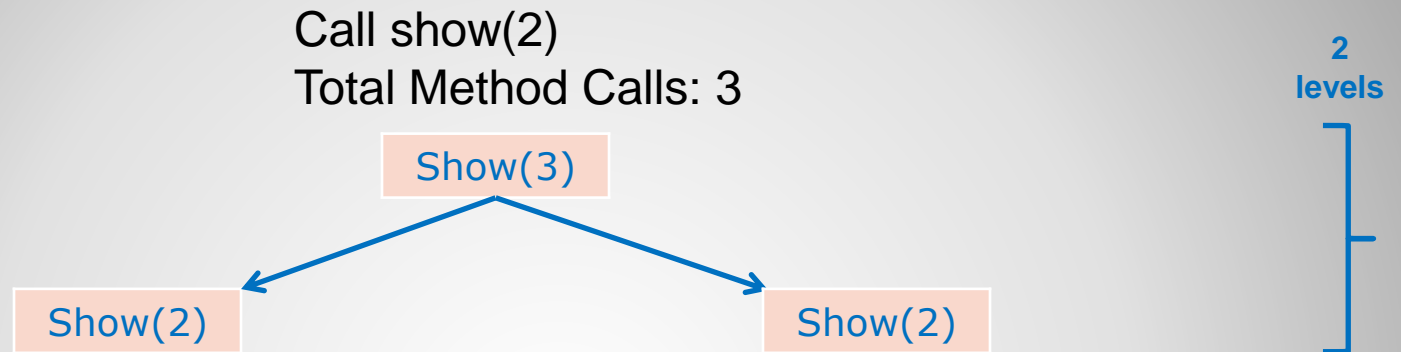 Call show(2)
Total Method Calls: 3
2
levels
Show(3)
Show(2)
Show(2)